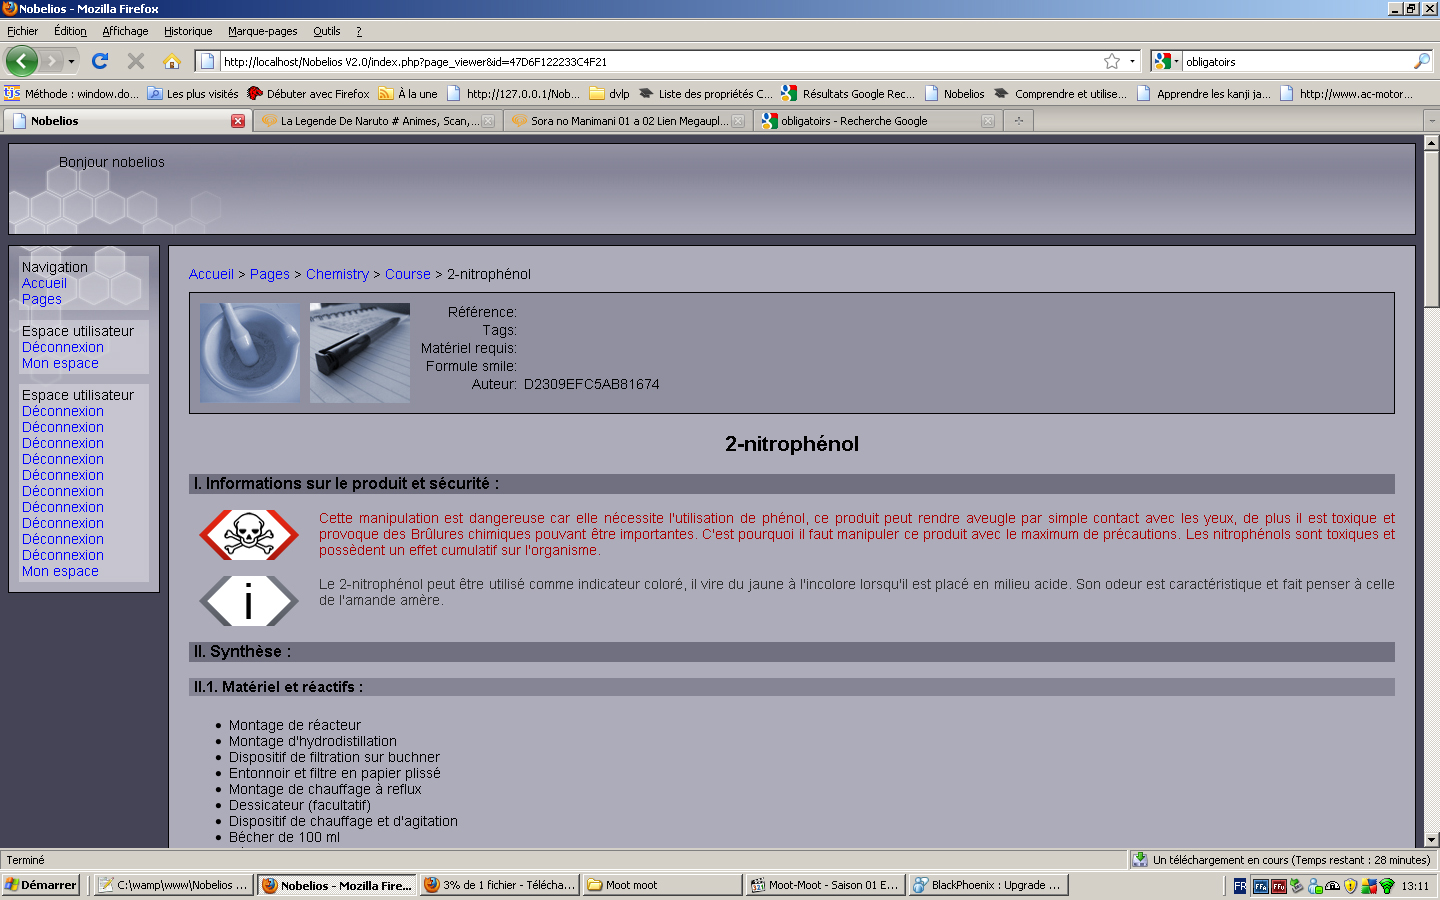 Nobelios - Mozilla Firefox
Fichier Édition Affichage Historique Marque-pages Outils ?
http://localhost/Nobelios V2.0/index.php?page_viewer&id=47D6F122233C4F21
obligatoirs
Méthode : window.do... Les plus visités Débuter avec Firefox À la une http://127.0.0.1/Nob... dvlp Liste des propriétés C... Résultats Google Rec... Nobelios Comprendre et utilise... Apprendre les kanji ja... http://www.ac-motor...
Nobelios La Legende De Naruto # Animes, Scan,... Sora no Manimani 01 a 02 Lien Megaupl... obligatoirs - Recherche Google
Bonjour nobelios
Navigation
Accueil
Pages
Espace utilisateur
Déconnexion
Mon espace
Espace utilisateur
Déconnexion
Déconnexion
Déconnexion
Déconnexion
Déconnexion
Déconnexion
Déconnexion
Déconnexion
Déconnexion
Déconnexion
Mon espace
Accueil > Pages > Chemistry > Course > 2-nitrophénol
Référence:
Tags:
Matériel requis:
Formule smile:
Auteur: D2309EFC5AB81674
2-nitrophénol
I. Informations sur le produit et sécurité :
Cette manipulation est dangereuse car elle nécessite l'utilisation de phénol, ce produit peut rendre aveugle par simple contact avec les yeux, de plus il est toxique et
provoque des Brûlures chimiques pouvant être importantes. C'est pourquoi il faut manipuler ce produit avec le maximum de précautions. Les nitrophénols sont toxiques et
possèdent un effet cumulatif sur l'organisme.
i
Le 2-nitrophénol peut être utilisé comme indicateur coloré, il vire du jaune à l'incolore lorsqu'il est placé en milieu acide. Son odeur est caractéristique et fait penser à celle
de l'amande amère.
II. Synthèse :
II.1. Matériel et réactifs :
Montage de réacteur
Montage d'hydrodistillation
Dispositif de filtration sur buchner
Entonnoir et filtre en papier plissé
Montage de chauffage à reflux
Dessicateur (facultatif)
Dispositif de chauffage et d'agitation
Bécher de 100 ml
Terminé
Un téléchargement en cours (Temps restant : 28 minutes)
Démarrer C:\wamp\www\Nobelios ... Nobelios - Mozilla Fire... 3% de 1 fichier - Télécha... Moot moot Moot-Moot - Saison 01 E... BlackPhoenix : Upgrade ... FR 13:11